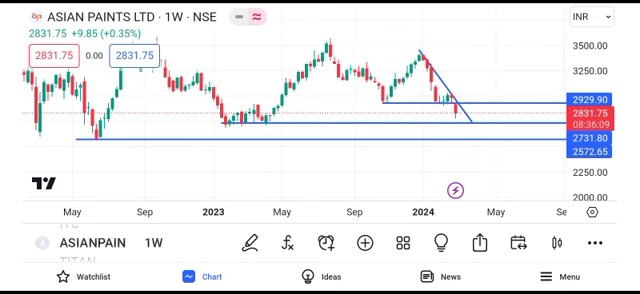 ASIAN PAINTS LTD · 1W · NSE
INR
2831.75 +9.85 (+0.35%)
2831.75 0.00 2831.75
3500.00
3250.00
2929.90
2831.75
08:36:09
2731.80
2572.65
2250.00
2000.00
May Sep 2023 May Sep 2024 May Se
ASIANPAIN 1W
TITAN
Watchlist Chart Ideas News Menu